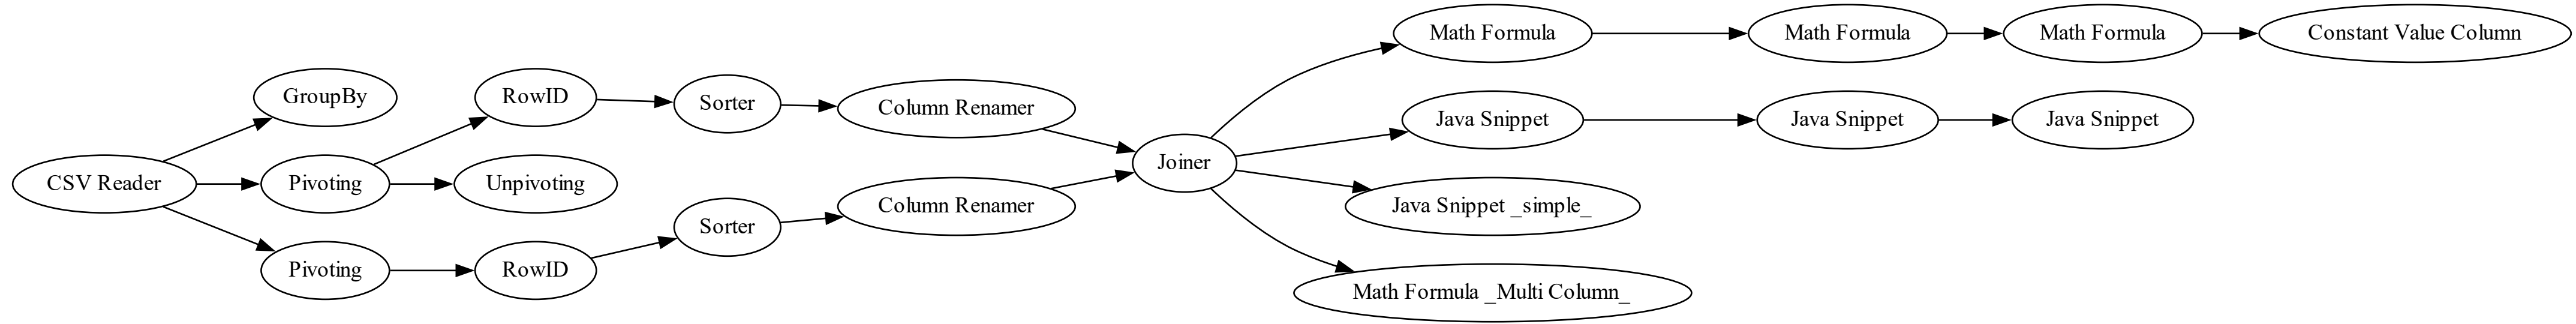 CSV Reader
GroupBy
Pivoting
Pivoting
RowID
Unpivoting
RowID
Sorter
Sorter
Column Renamer
Column Renamer
Joiner
Math Formula
Math Formula
Math Formula
Constant Value Column
Java Snippet
Java Snippet
Java Snippet
Java Snippet _simple_
Math Formula _Multi Column_